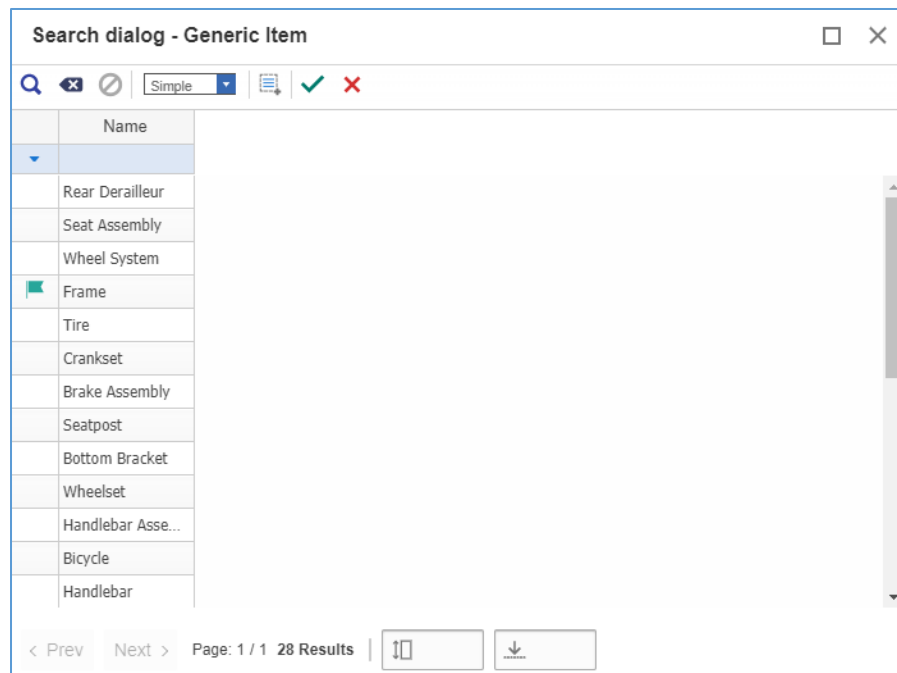 Search dialog - Generic Item
Simple
Name
Rear Derailleur
Seat Assembly
Wheel System
Frame
Tire
Crankset
Brake Assembly
Seatpost
Bottom Bracket
Wheelset
Handlebar Asse...
Bicycle
Handlebar
< Prev Next > Page: 1 / 1 28 Results